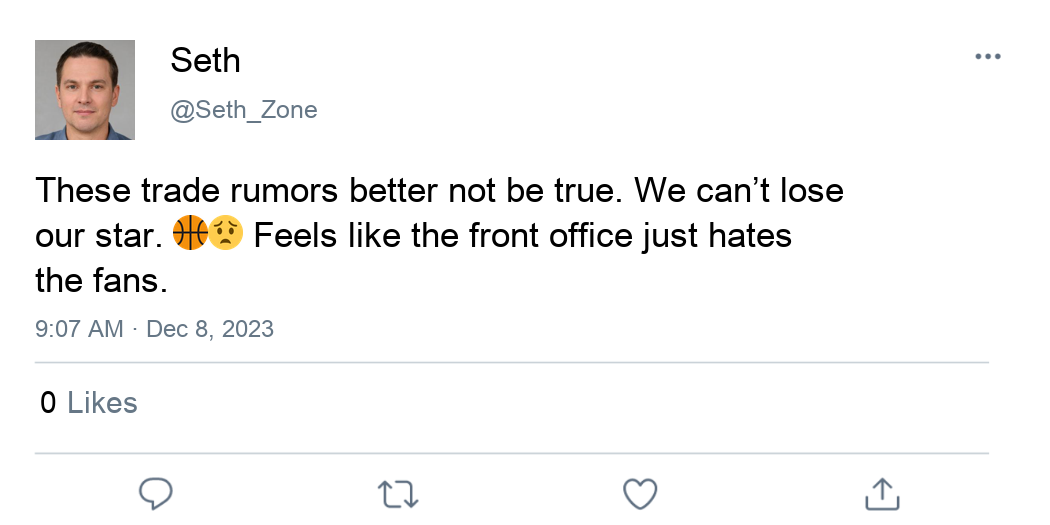 Seth
@Seth_Zone
These trade rumors better not be true. We can’t lose
our star. 🏀😟 Feels like the front office just hates
the fans.
9:07 AM · Dec 8, 2023
0 Likes